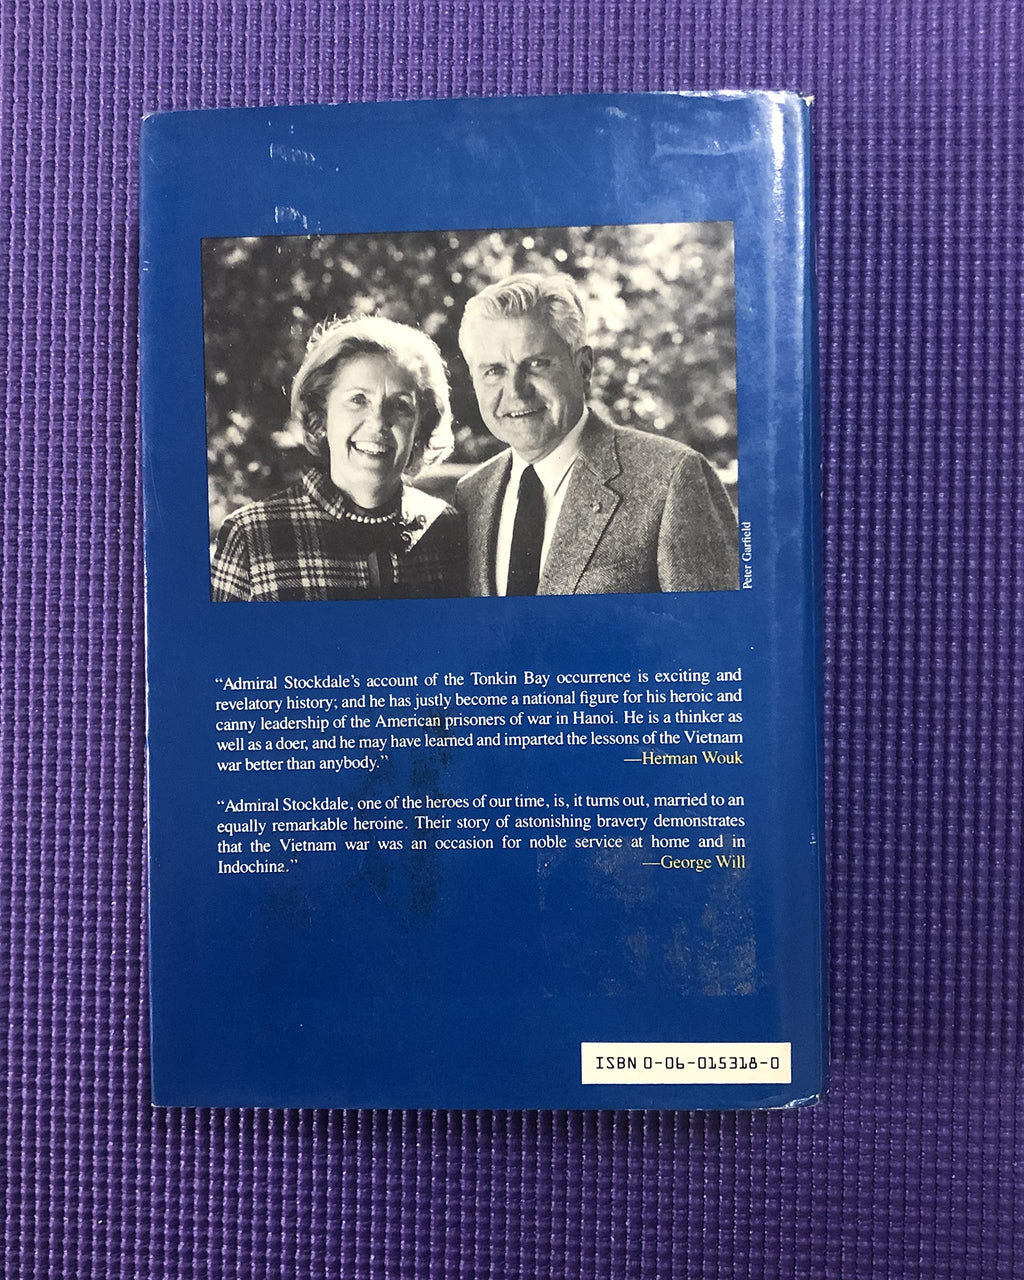 Peter Garfield
“Admiral Stockdale’s account of the Tonkin Bay occurrence is exciting and
revelatory history; and he has justly become a national figure for his heroic and
canny leadership of the American prisoners of war in Hanoi. He is a thinker as
well as a doer, and he may have learned and imparted the lessons of the Vietnam
war better than anybody.” —Herman Wouk
“Admiral Stockdale, one of the heroes of our time, is, it turns out, married to an
equally remarkable heroine. Their story of astonishing bravery demonstrates
that the Vietnam war was an occasion for noble service at home and in
Indochina.” —George Will
ISBN 0-06-015318-0